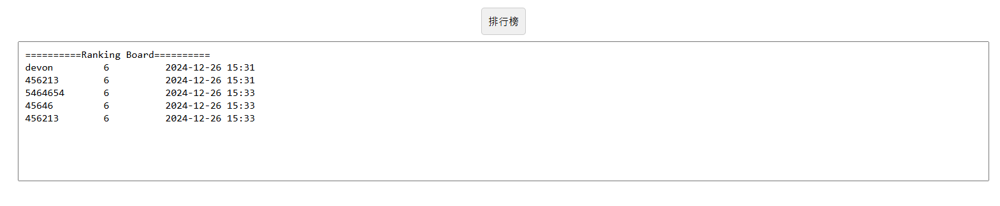 排行榜
==========Ranking Board==========
devon         6          2024-12-26 15:31
456213        6          2024-12-26 15:31
5464654       6          2024-12-26 15:33
45646         6          2024-12-26 15:33
456213        6          2024-12-26 15:33